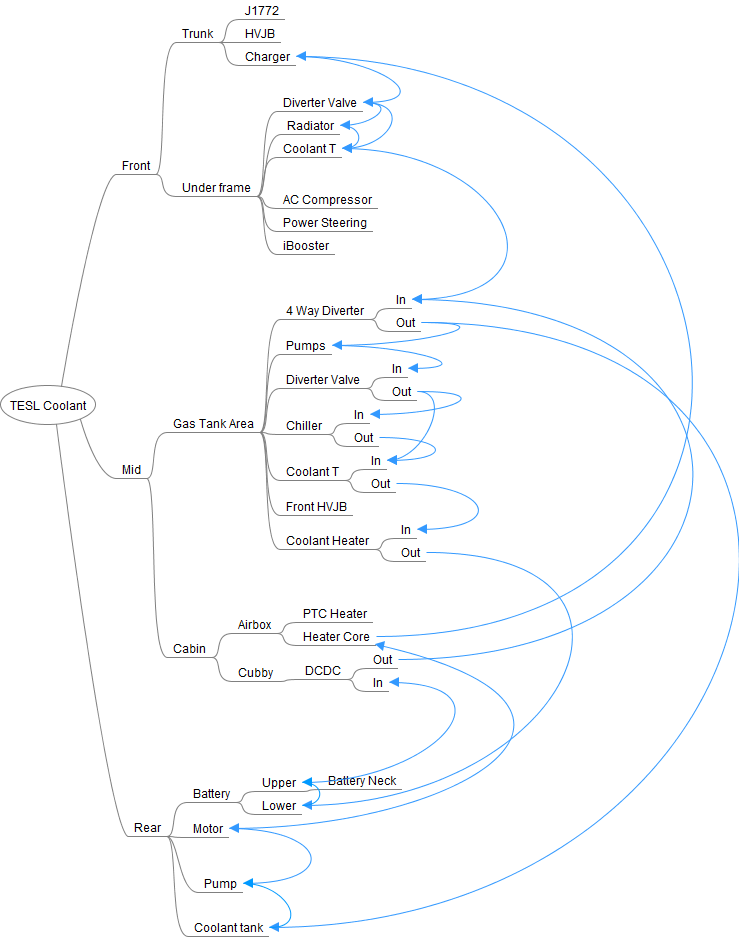 J1772
Trunk
HVJB
Charger
Diverter Valve
Radiator
Coolant T
Front
Under frame
AC Compressor
Power Steering
iBooster
In
4 Way Diverter
Out
Pumps
In
Diverter Valve
Out
TESL Coolant
In
Gas Tank Area
Chiller
Out
In
Mid
Coolant T
Out
Front HVJB
In
Coolant Heater
Out
PTC Heater
Airbox
Heater Core
Cabin
Out
Cubby
DCDC
In
Upper
Battery Neck
Battery
Lower
Rear
Motor
Pump
Coolant tank